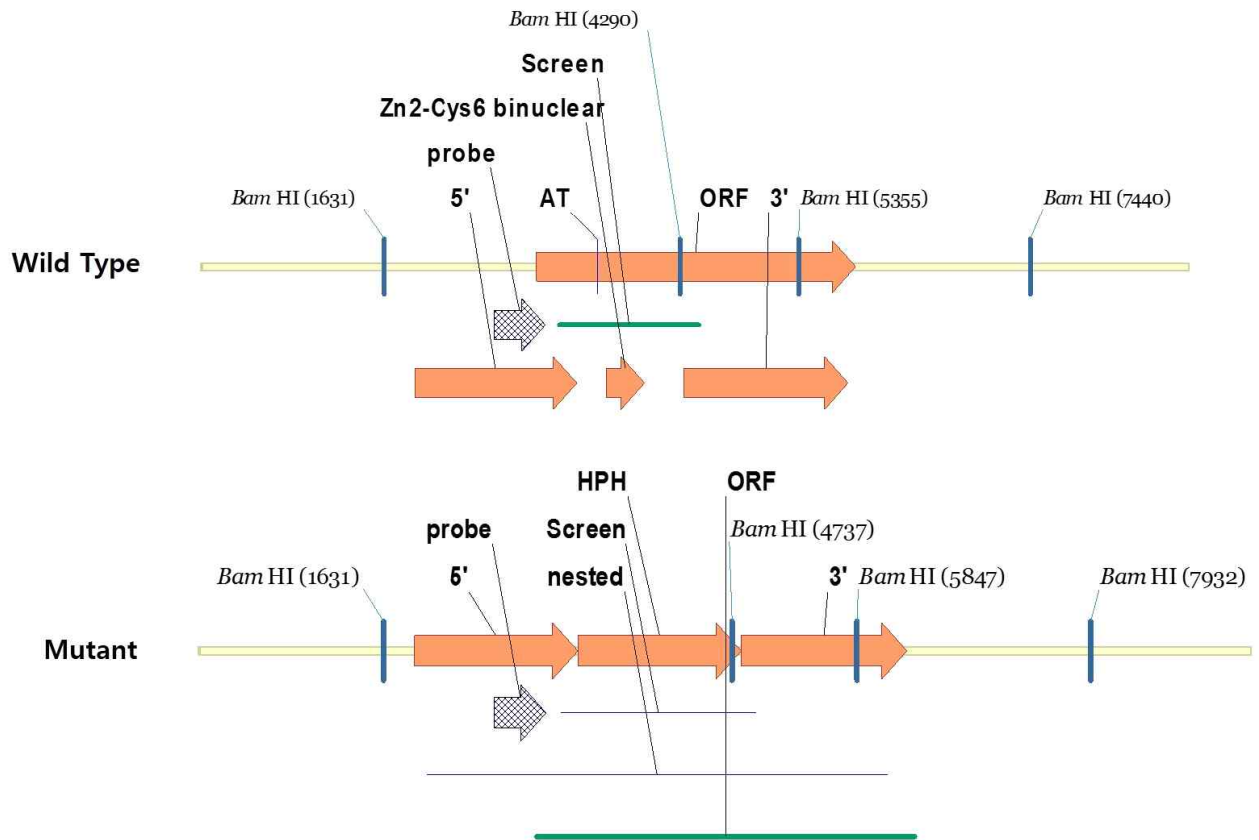 Bam HI (4290)
Screen
Zn2-Cys6 binuclear
probe
Bam HI (1631)
5'
AT
ORF
3'
Bam HI (5355)
Bam HI (7440)
Wild Type
HPH
ORF
probe
Screen
Bam HI (4737)
Bam HI (1631)
5'
nested
3'
Bam HI (5847)
Bam HI (7932)
Mutant